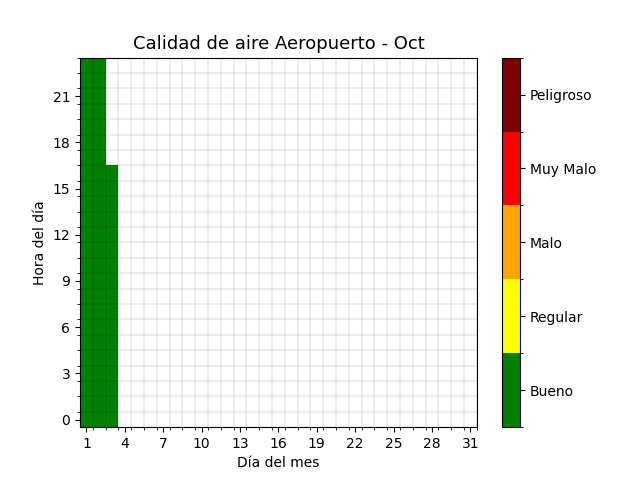 Calidad de aire Aeropuerto - Oct
Hora del día
21
18
15
12
9
6
3
0
1 4 7 10 13 16 19 22 25 28 31
Día del mes
Peligroso
Muy Malo
Malo
Regular
Bueno